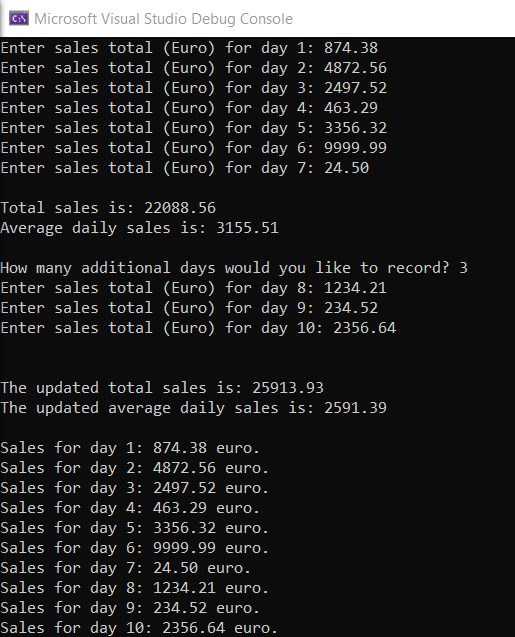 Microsoft Visual Studio Debug Console
Enter sales total (Euro) for day 1: 874.38
Enter sales total (Euro) for day 2: 4872.56
Enter sales total (Euro) for day 3: 2497.52
Enter sales total (Euro) for day 4: 463.29
Enter sales total (Euro) for day 5: 3356.32
Enter sales total (Euro) for day 6: 9999.99
Enter sales total (Euro) for day 7: 24.50
Total sales is: 22088.56
Average daily sales is: 3155.51
How many additional days would you like to record? 3
Enter sales total (Euro) for day 8: 1234.21
Enter sales total (Euro) for day 9: 234.52
Enter sales total (Euro) for day 10: 2356.64
The updated total sales is: 25913.93
The updated average daily sales is: 2591.39
Sales for day 1: 874.38 euro.
Sales for day 2: 4872.56 euro.
Sales for day 3: 2497.52 euro.
Sales for day 4: 463.29 euro.
Sales for day 5: 3356.32 euro.
Sales for day 6: 9999.99 euro.
Sales for day 7: 24.50 euro.
Sales for day 8: 1234.21 euro.
Sales for day 9: 234.52 euro.
Sales for day 10: 2356.64 euro.